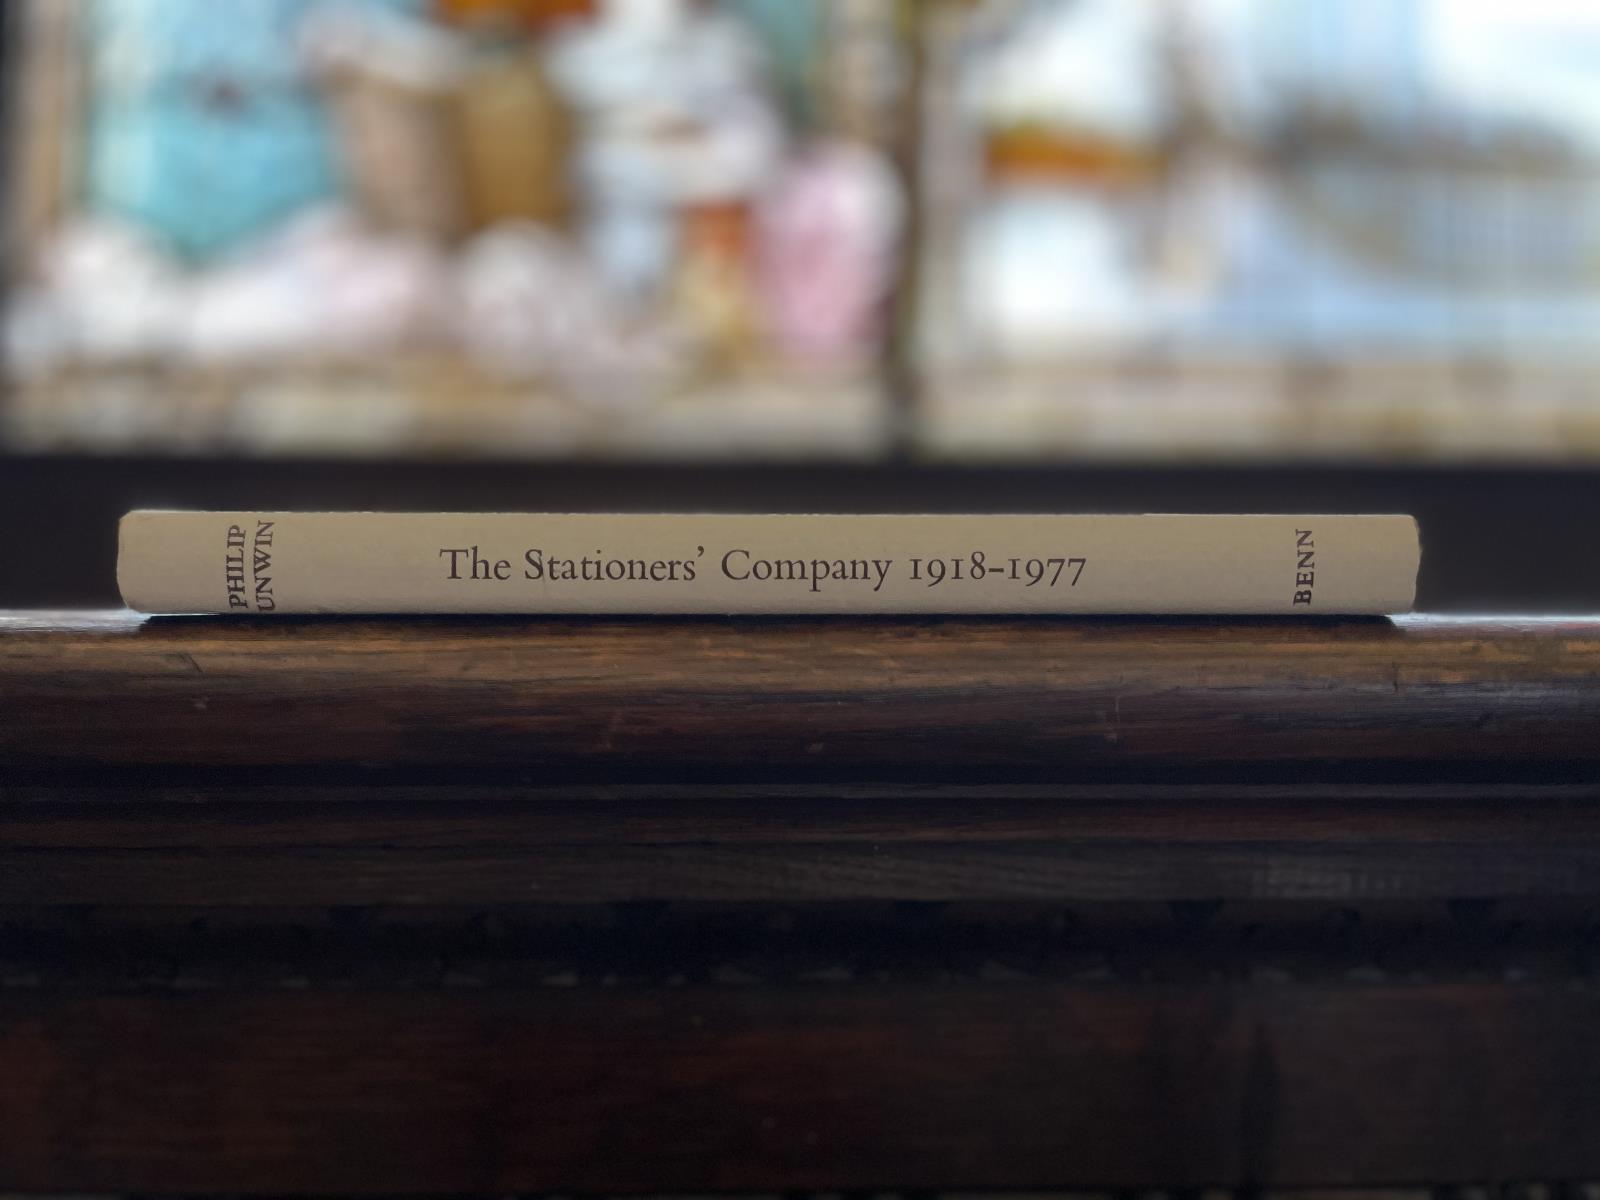 PHILIP
UNWIN
The Stationers’ Company 1918–1977
BENN